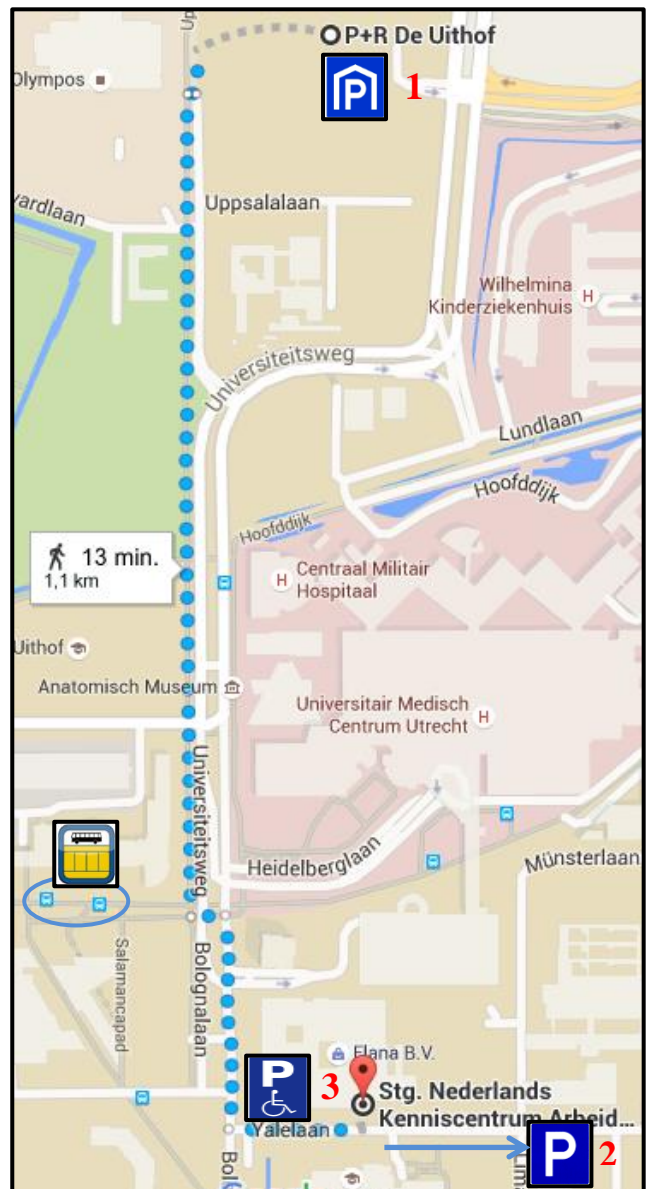 P+R De Uithof
P
1
Olympos
Uppsalalaan
vardlaan
Wilhelmina
Kinderziekenhuis
H
Universiteitsweg
Lundlaan
Hoofddijk
Hoofddijk
13 min.
1,1 km
H
Centraal Militair
Hospitaal
Uithof
Anatomisch Museum
Universitair Medisch
Centrum Utrecht
H
Universiteitsweg
Heidelberglaan
Münsterlaan
Salamancapad
Bolognalaan
Elana B.V.
P
3
Stg. Nederlands
Kenniscentrum Arbeid...
Yalelaan
P
2
Bol